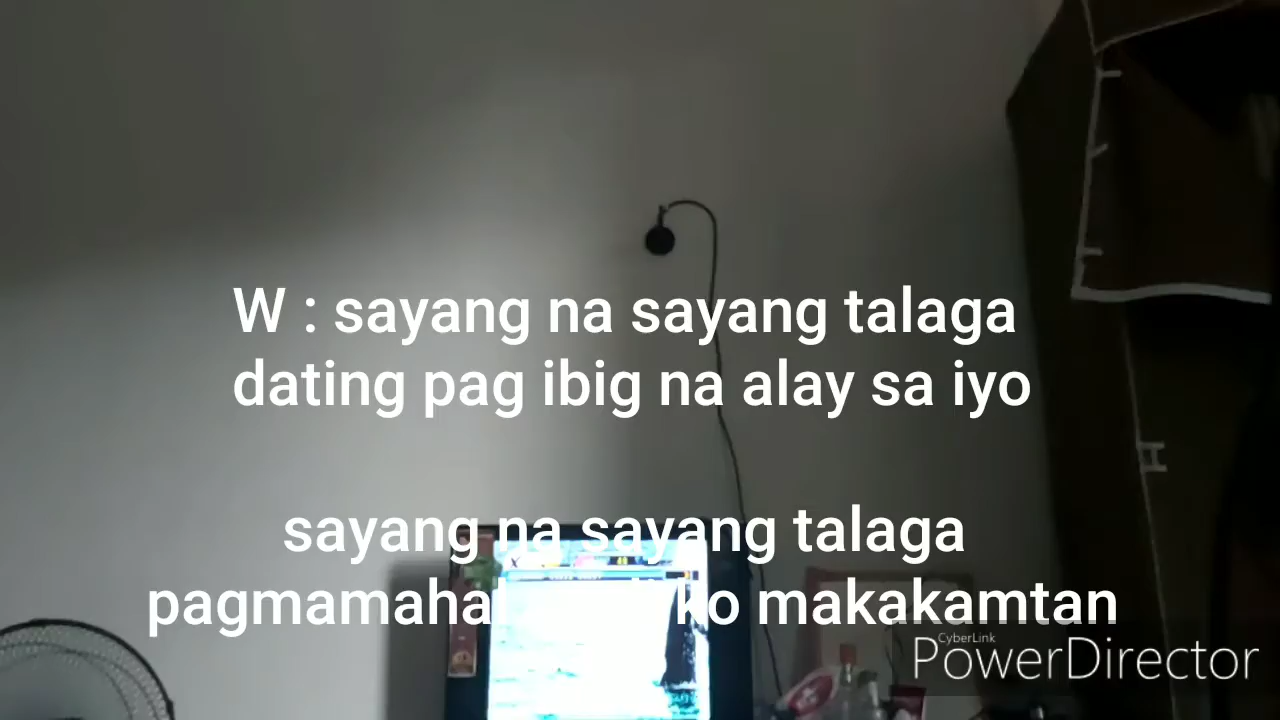 W : sayang na sayang talaga
dating pag ibig na alay sa iyo
sayang na sayang talaga
pagmamahal ko makakamtan
CyberLink
PowerDirector